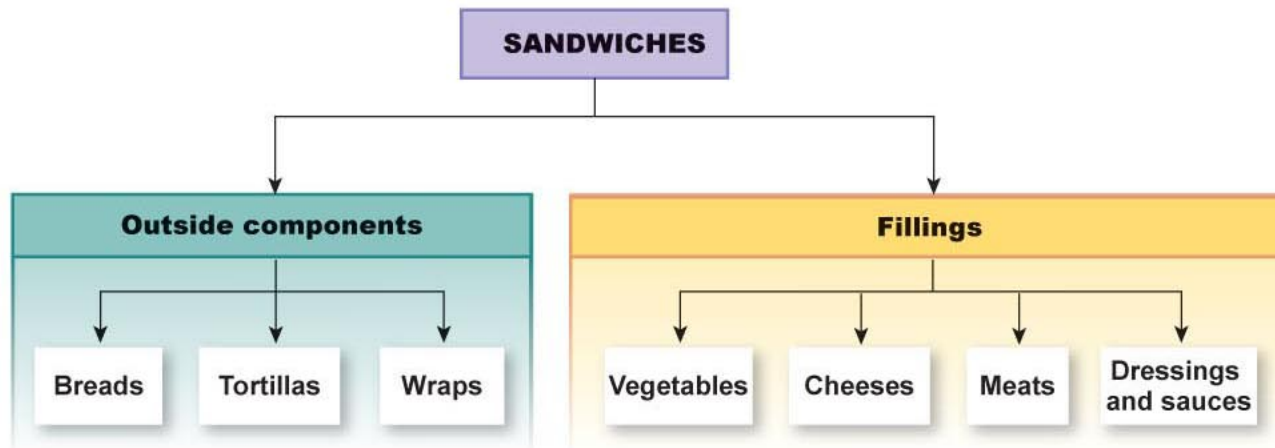 SANDWICHES
Outside components
Fillings
Breads
Tortillas
Wraps
Vegetables
Cheeses
Meats
Dressings
and sauces